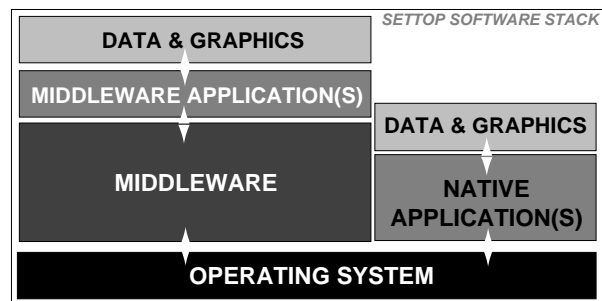 SETTOP SOFTWARE STACK
DATA & GRAPHICS
MIDDLEWARE APPLICATION(S)
DATA & GRAPHICS
MIDDLEWARE
NATIVE
APPLICATION(S)
OPERATING SYSTEM